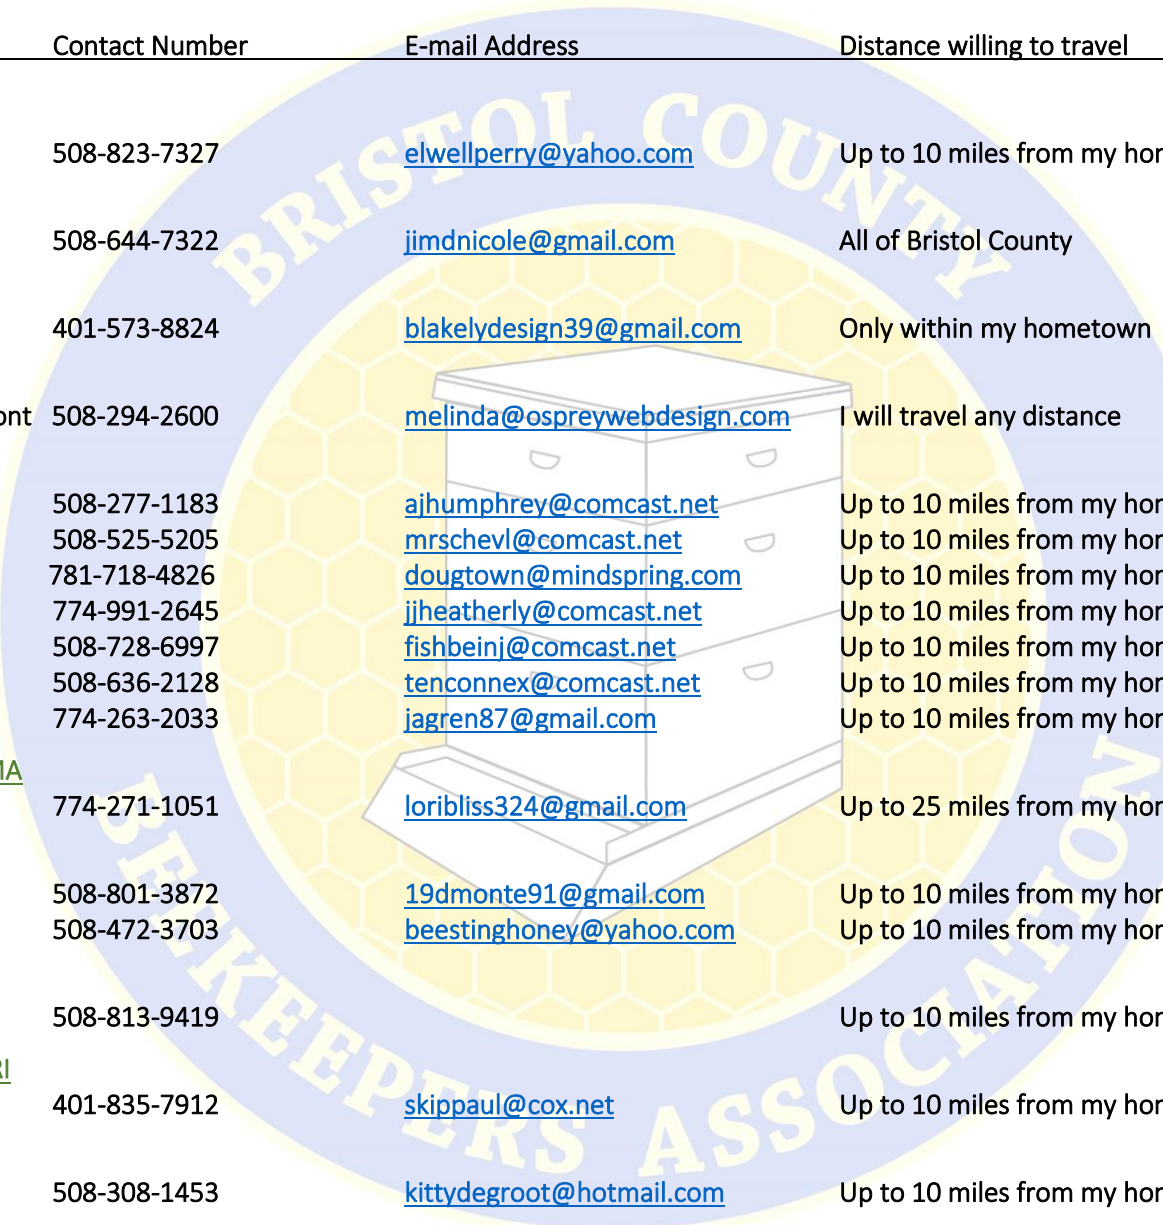 Contact Number E-mail Address Distance willing to travel
508-823-7327 elwellperry@yahoo.com Up to 10 miles from my hor
508-644-7322 jimdnicole@gmail.com All of Bristol County
401-573-8824 blakelydesign39@gmail.com Only within my hometown
ont 508-294-2600 melinda@ospreywebdesign.com I will travel any distance
508-277-1183 ajhumphrey@comcast.net Up to 10 miles from my hor
508-525-5205 mrschevl@comcast.net Up to 10 miles from my hor
781-718-4826 dougtown@mindspring.com Up to 10 miles from my hor
774-991-2645 jjheatherly@comcast.net Up to 10 miles from my hor
508-728-6997 fishbeinj@comcast.net Up to 10 miles from my hor
508-636-2128 tenconnex@comcast.net Up to 10 miles from my hor
774-263-2033 jagren87@gmail.com Up to 10 miles from my hor
MA
774-271-1051 loribliss324@gmail.com Up to 25 miles from my hor
508-801-3872 19dmonte91@gmail.com Up to 10 miles from my hor
508-472-3703 beestinghoney@yahoo.com Up to 10 miles from my hor
508-813-9419 Up to 10 miles from my hor
RI
401-835-7912 skippaul@cox.net Up to 10 miles from my hor
508-308-1453 kittydegroot@hotmail.com Up to 10 miles from my hor
BRISTOL COUNTY
BEEKEEPERS ASSOCIATION